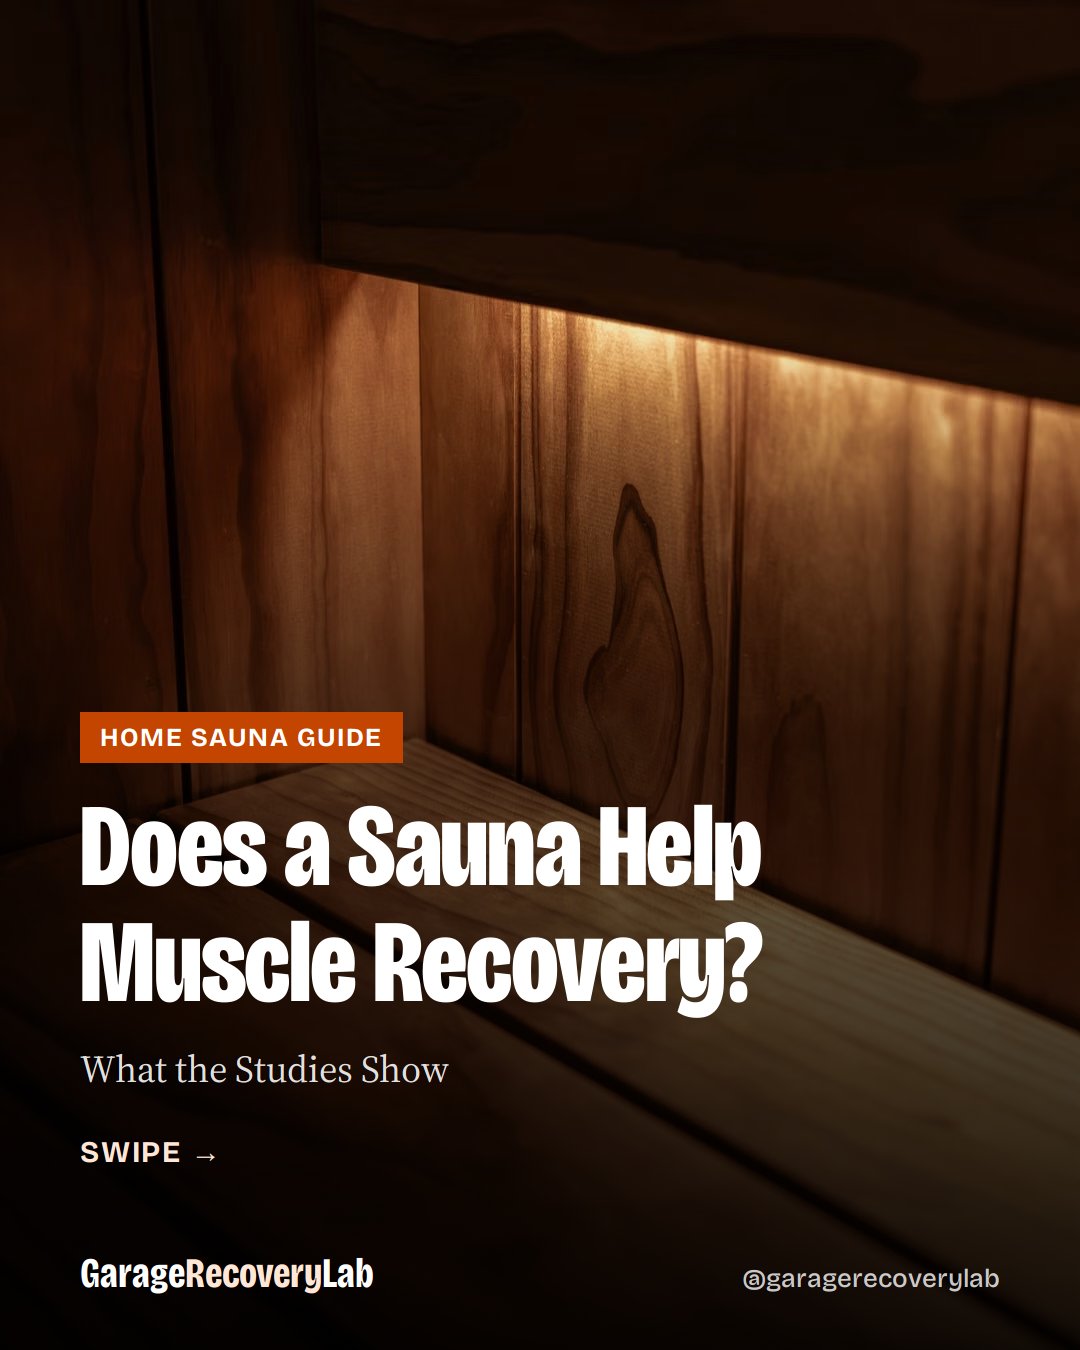 HOME SAUNA GUIDE
Does a Sauna Help
Muscle Recovery?
What the Studies Show
SWIPE →
GarageRecoveryLab
@garagerecoverylab